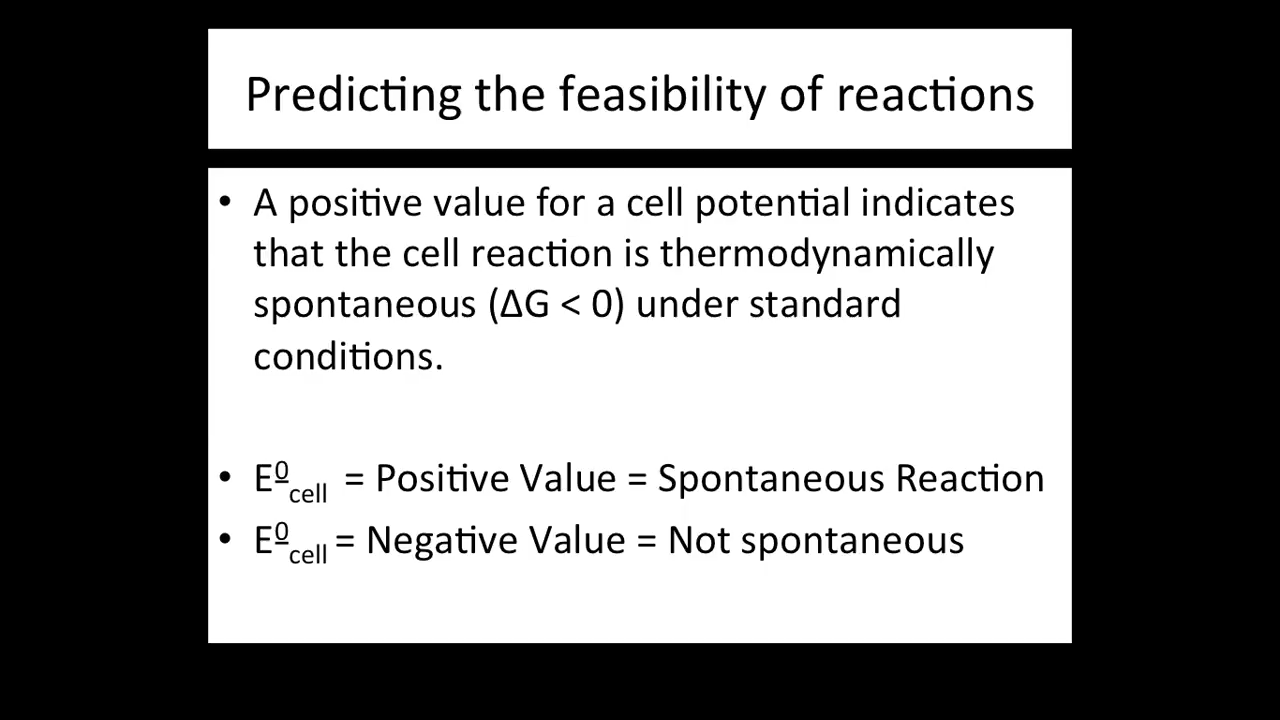 Predicting the feasibility of reactions
• A positive value for a cell potential indicates
that the cell reaction is thermodynamically
spontaneous (ΔG < 0) under standard
conditions.
• E⁰cell = Positive Value = Spontaneous Reaction
• E⁰cell = Negative Value = Not spontaneous